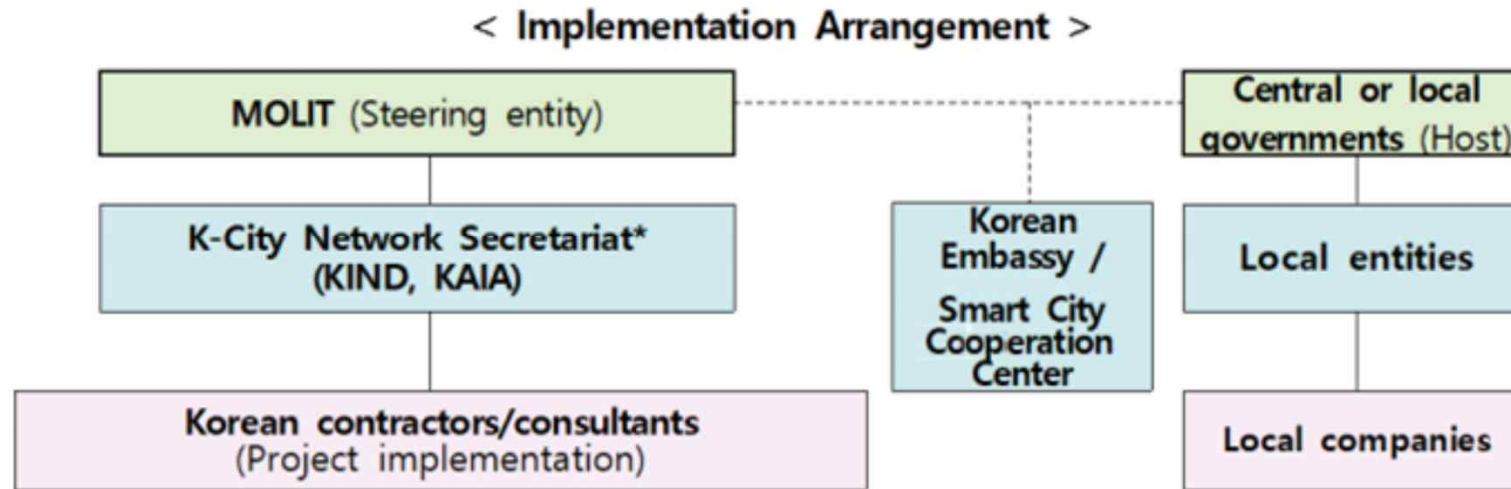 < Implementation Arrangement >
MOLIT (Steering entity)
Central or local
governments (Host)
K-City Network Secretariat*
(KIND, KAIA)
Korean
Embassy /
Smart City
Cooperation
Center
Local entities
Korean contractors/consultants
(Project implementation)
Local companies